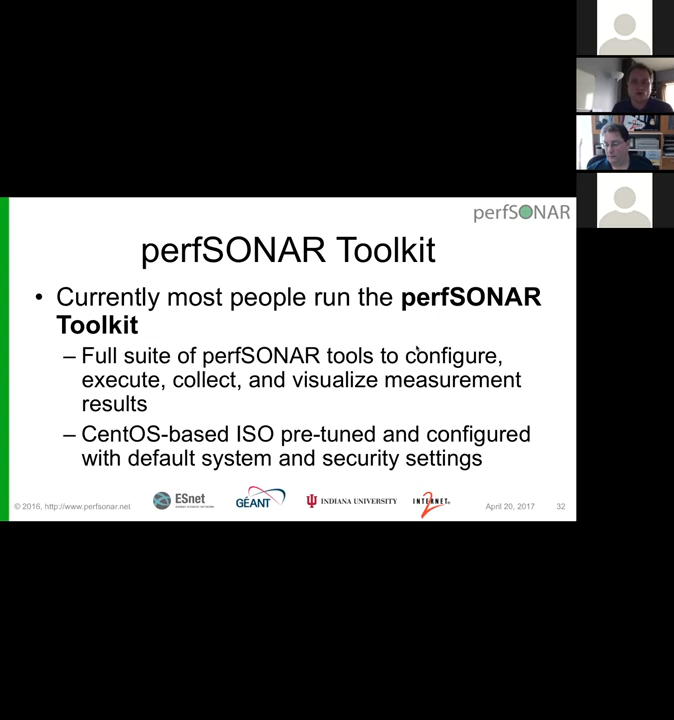 perfSONAR
perfSONAR Toolkit
• Currently most people run the perfSONAR
Toolkit
– Full suite of perfSONAR tools to configure,
execute, collect, and visualize measurement
results
– CentOS-based ISO pre-tuned and configured
with default system and security settings
© 2016, http://www.perfsonar.net
ESnet
GÉANT
INDIANA UNIVERSITY
INTERNET
2
April 20, 2017
32